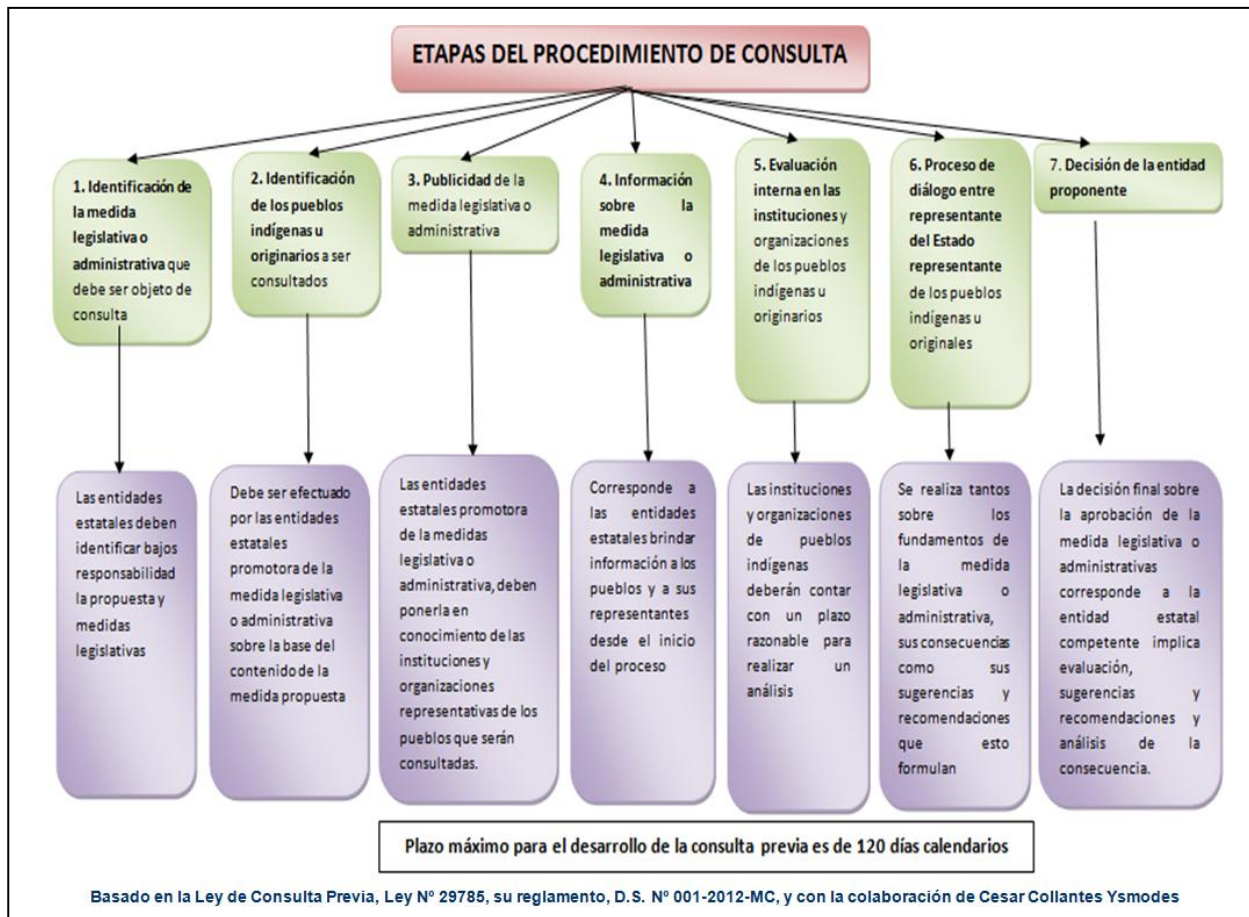 ETAPAS DEL PROCEDIMIENTO DE CONSULTA
1. Identificación de
la medida
legislativa o
administrativa que
debe ser objeto de
consulta
2. Identificación
de los pueblos
indígenas u
originarios a ser
consultados
3. Publicidad de la
medida legislativa o
administrativa
4. Información
sobre la
medida
legislativa o
administrativa
5. Evaluación
interna en las
instituciones y
organizaciones
de los pueblos
indígenas u
originarios
6. Proceso de
diálogo entre
representante
del Estado
representante
de los pueblos
indígenas u
originales
7. Decisión de la entidad
proponente
Las entidades
estatales deben
identificar bajos
responsabilidad
la propuesta y
medidas
legislativas
Debe ser efectuado
por las entidades
estatales
promotora de la
medida legislativa
o administrativa
sobre la base del
contenido de la
medida propuesta
Las entidades
estatales promotora
de la medidas
legislativa o
administrativa, deben
ponerla en
conocimiento de las
instituciones y
organizaciones
representativas de los
pueblos que serán
consultadas.
Corresponde a
las entidades
estatales brindar
información a los
pueblos y a sus
representantes
desde el inicio
del proceso
Las instituciones
y organizaciones
de pueblos
indígenas
deberán contar
con un plazo
razonable para
realizar un
análisis
Se realiza tantos
sobre los
fundamentos de
la medida
legislativa o
administrativa,
sus consecuencias
como sus
sugerencias y
recomendaciones
que esto
formulan
La decisión final sobre
la aprobación de la
medida legislativa o
administrativas
corresponde a la
entidad estatal
competente implica
evaluación,
sugerencias y
recomendaciones y
análisis de la
consecuencia.
Plazo máximo para el desarrollo de la consulta previa es de 120 días calendarios
Basado en la Ley de Consulta Previa, Ley Nº 29785, su reglamento, D.S. Nº 001-2012-MC, y con la colaboración de Cesar Collantes Ysmodes